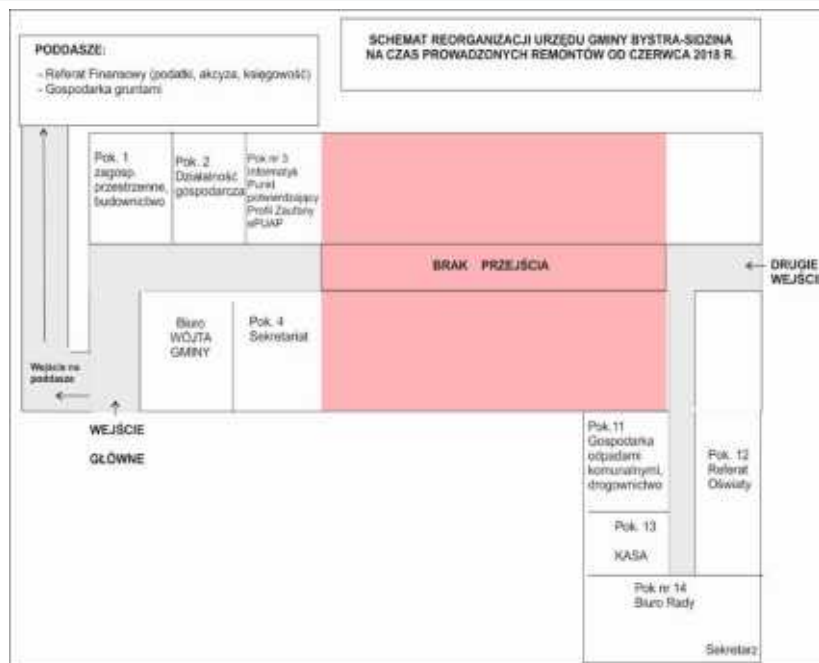 SCHEMAT REORGANIZACJI URZĘDU GMINY BYSTRA-SIDZINA
NA CZAS PROWADZONYCH REMONTÓW OD CZERWCA 2018 R.
PODDASZE:
- Referat Finansowy (podatki, akcyza, księgowość)
- Gospodarka gruntami
Pok. 1
zagosp.
przestrzenne,
budownictwo
Pok. 2
Działalność
gospodarcza
Pok nr 3
Informatyk
Punkt
potwierdzający
Profil Zaufany
ePUAP
BRAK PRZEJŚCIA
DRUGIE
WEJŚCIE
Biuro
WÓJTA
GMINY
Pok. 4
Sekretariat
Wejście na
poddasze
WEJŚCIE
GŁÓWNE
Pok.11
Gospodarka
odpadami
komunalnymi,
drogownictwo
Pok. 12
Referat
Oświaty
Pok. 13
KASA
Pok nr 14
Biuro Rady
Sekretarz